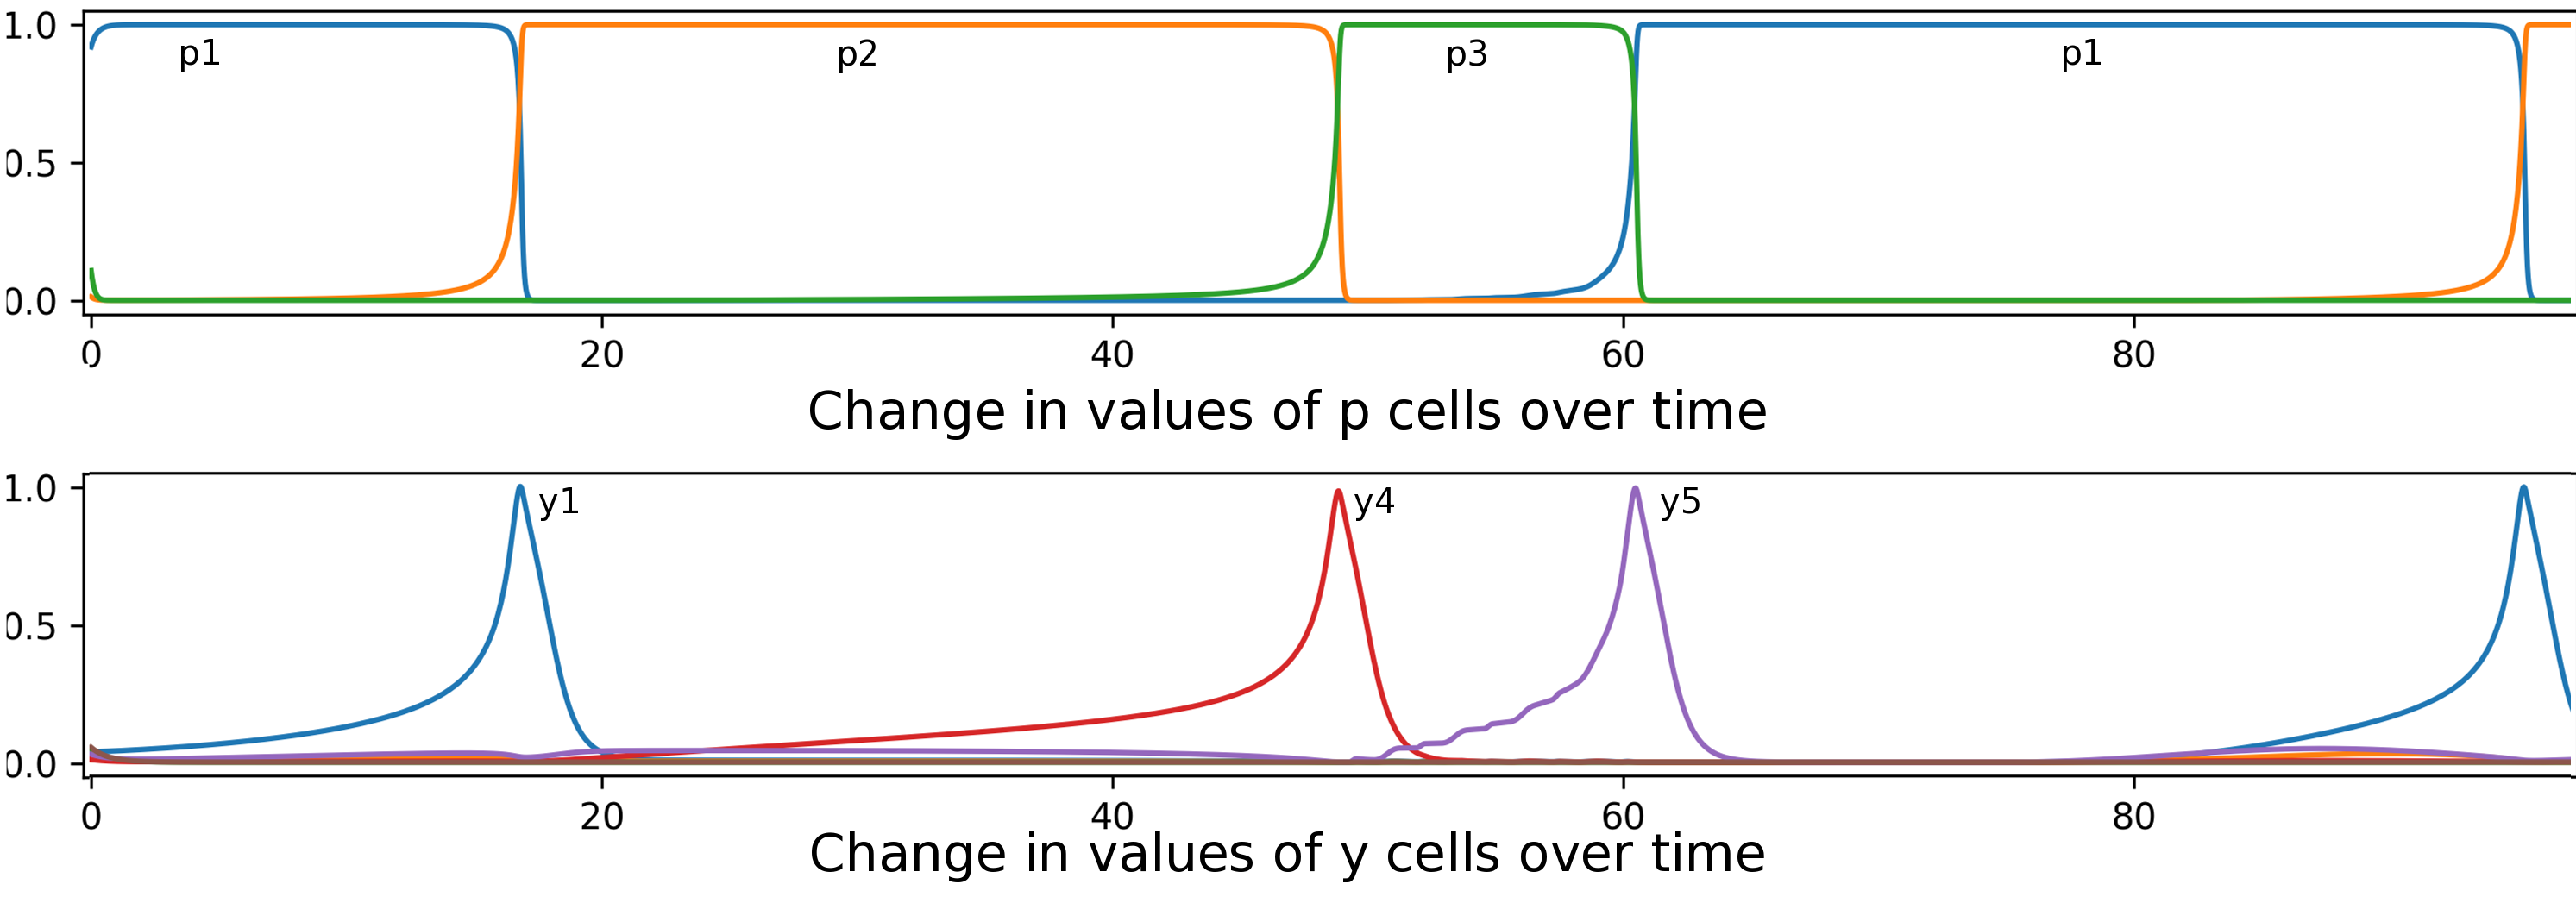 1.0
p1 p2 p3 p1
0.5
0.0
0 20 40 60 80
Change in values of p cells over time
1.0
y1 y4 y5
0.5
0.0
0 20 40 60 80
Change in values of y cells over time